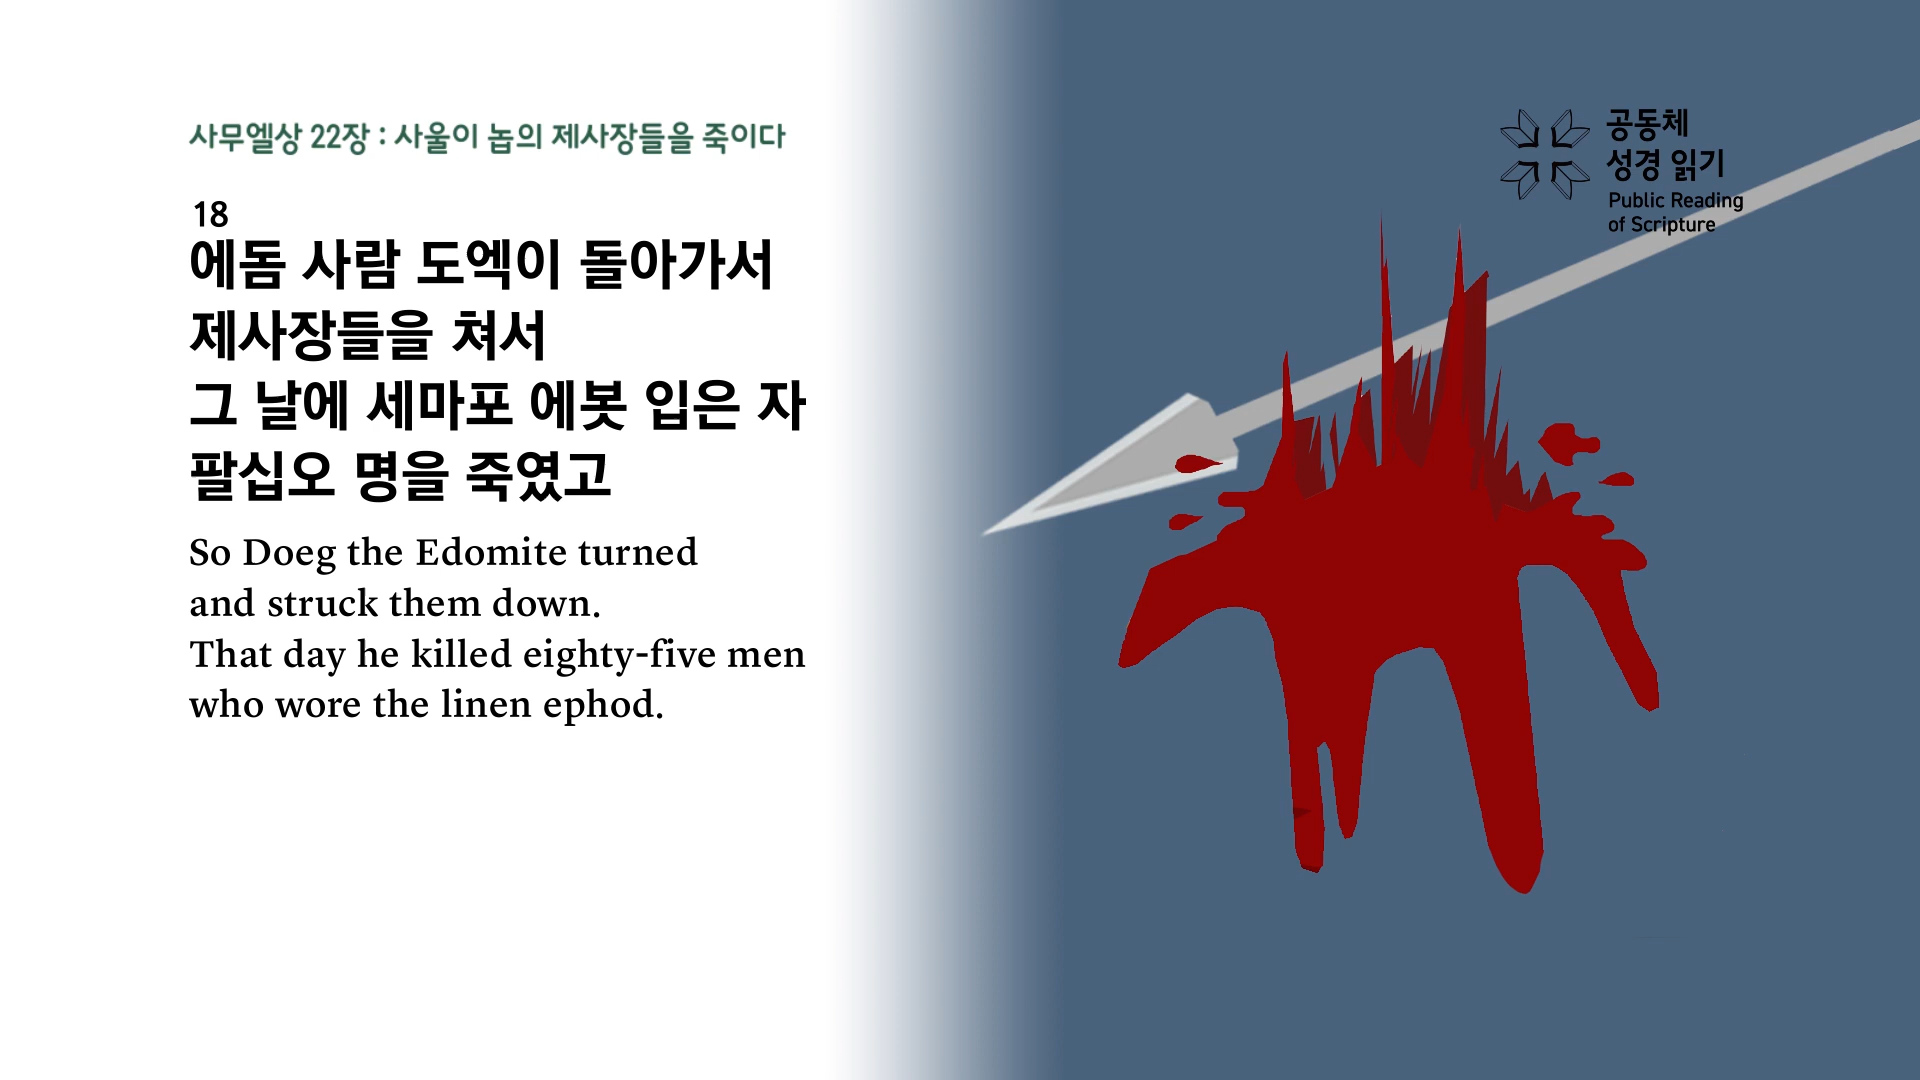 사무엘상 22장 : 사울이 놉의 제사장들을 죽이다
18
에돔 사람 도엑이 돌아가서
제사장들을 쳐서
그 날에 세마포 에봇 입은 자
팔십오 명을 죽였고
So Doeg the Edomite turned
and struck them down.
That day he killed eighty-five men
who wore the linen ephod.
공동체
성경 읽기
Public Reading
of Scripture